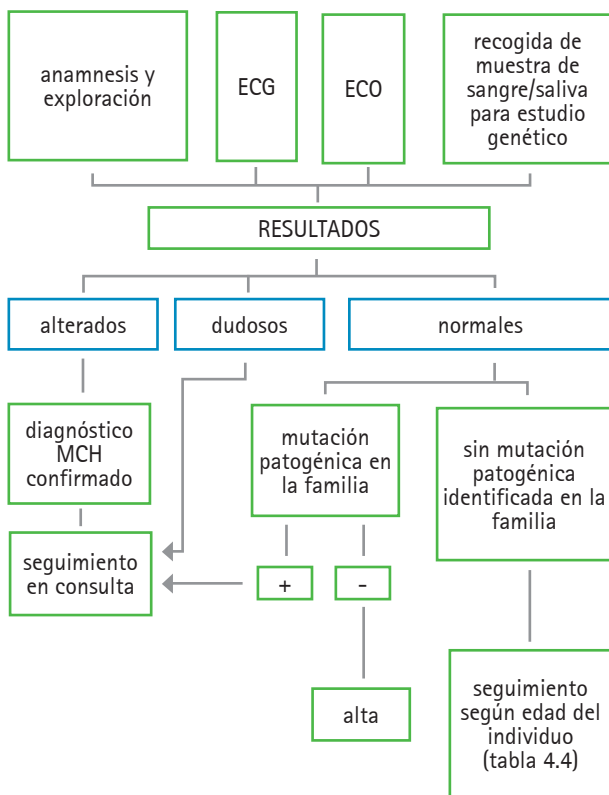 anamnesis y
exploración
ECG
ECO
recogida de
muestra de
sangre/saliva
para estudio
genético
RESULTADOS
alterados
dudosos
normales
diagnóstico
MCH
confirmado
mutación
patogénica en
la familia
sin mutación
patogénica
identificada en la
familia
seguimiento
en consulta
+
-
alta
seguimiento
según edad del
individuo
(tabla 4.4)